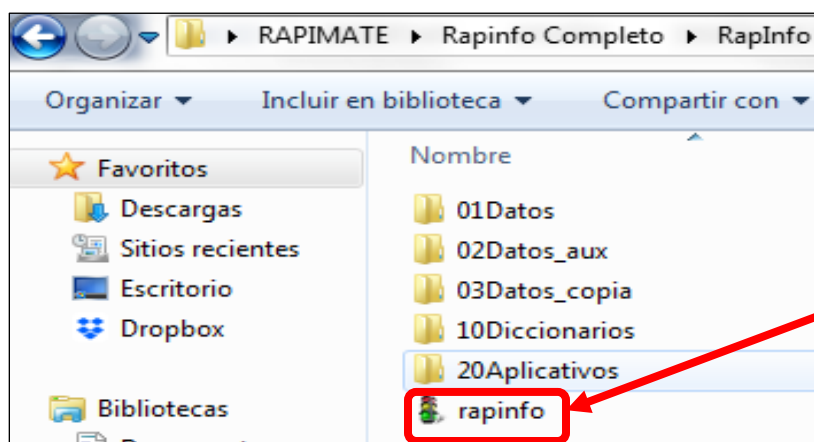 RAPIMATE ▸ Rapinfo Completo ▸ RapInfo
Organizar Incluir en biblioteca Compartir con
Favoritos
Descargas
Sitios recientes
Escritorio
Dropbox
Bibliotecas
Nombre
01Datos
02Datos_aux
03Datos_copia
10Diccionarios
20Aplicativos
rapinfo